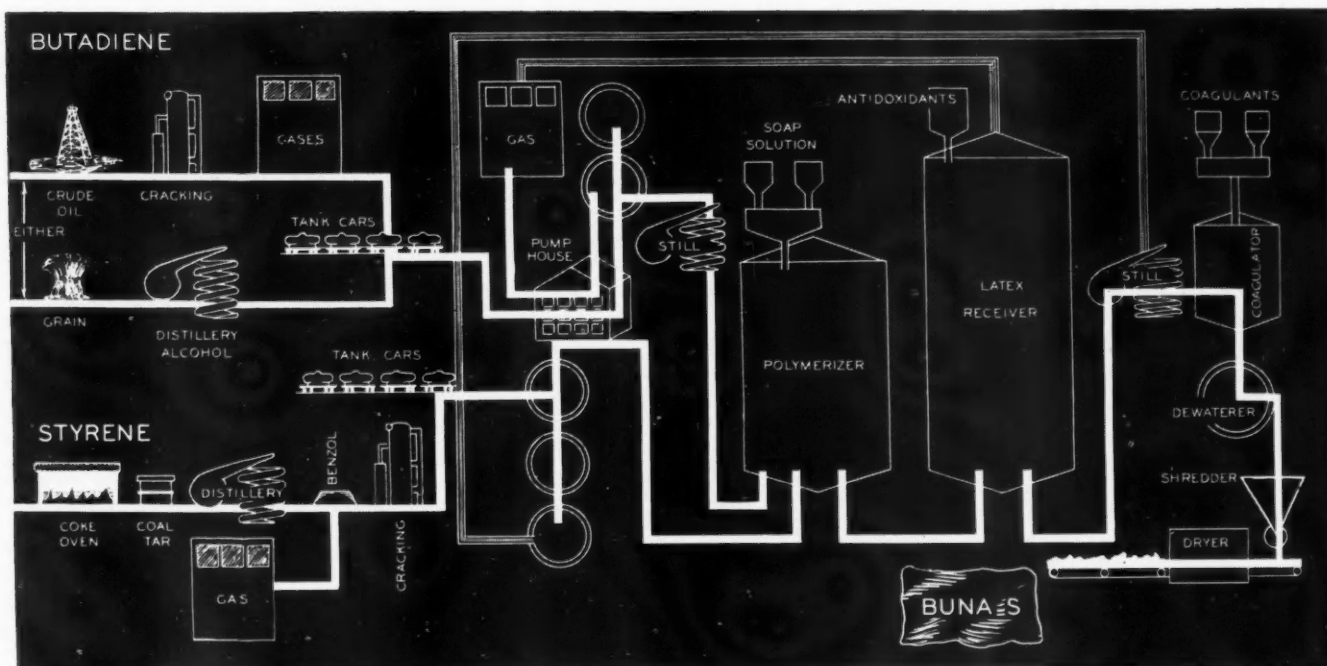 BUTADIENE
GASES
CRUDE
OIL
CRACKING
EITHER
TANK CARS
GRAIN
DISTILLERY
ALCOHOL
TANK CARS
GAS
PUMP
HOUSE
STILL
SOAP
SOLUTION
POLYMERIZER
ANTIDOXIDANTS
LATEX
RECEIVER
COAGULANTS
STILL
COAGULATOR
DEWATERER
SHREDDER
DRYER
STYRENE
COKE
OVEN
COAL
TAR
DISTILLERY
BENZOL
CRACKING
GAS
BUNA S